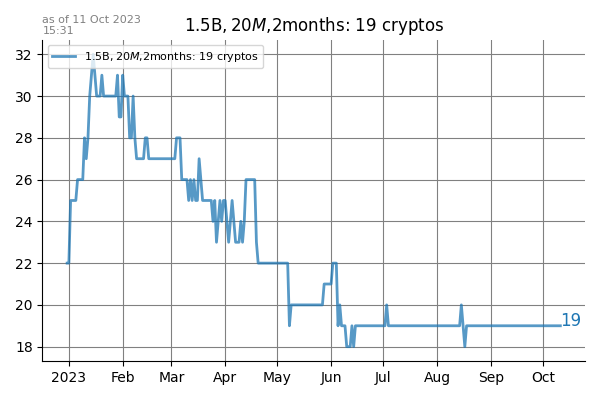 as of 11 Oct 2023
15:31
1.5B, 20M,2months: 19 cryptos
1.5B, 20M,2months: 19 cryptos
32
30
28
26
24
22
20
18
19
2023 Feb Mar Apr May Jun Jul Aug Sep Oct